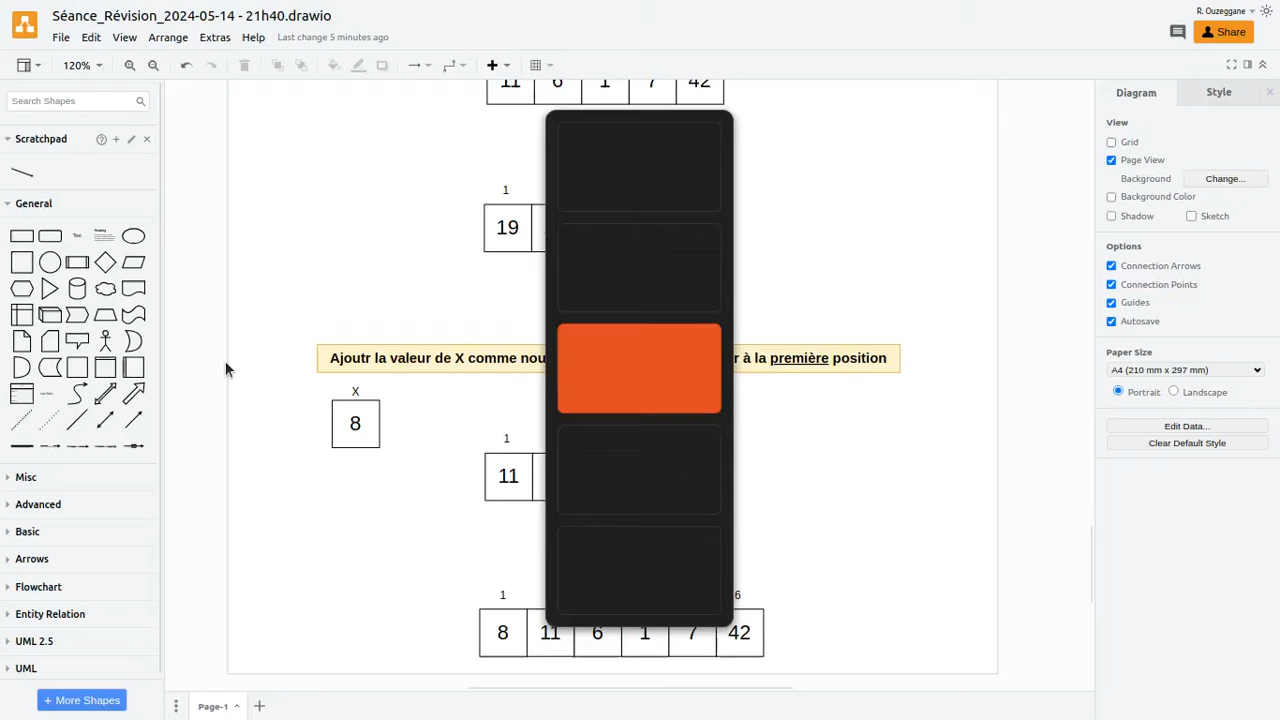 Séance_Révision_2024-05-14 - 21h40.drawio
R. Ouzeggane
File Edit View Arrange Extras Help Last change 5 minutes ago
Share
120%
Search Shapes
Scratchpad
General
Text
Heading
Misc
Advanced
Basic
Arrows
Flowchart
Entity Relation
UML 2.5
UML
+ More Shapes
11 6 1 7 42
1
19
Ajoutr la valeur de X comme nou
r à la première position
X
8
1
11
1
6
8 11 6 1 7 42
Page-1
Diagram Style
View
Grid
Page View
Background Change...
Background Color
Shadow Sketch
Options
Connection Arrows
Connection Points
Guides
Autosave
Paper Size
A4 (210 mm x 297 mm)
Portrait Landscape
Edit Data...
Clear Default Style